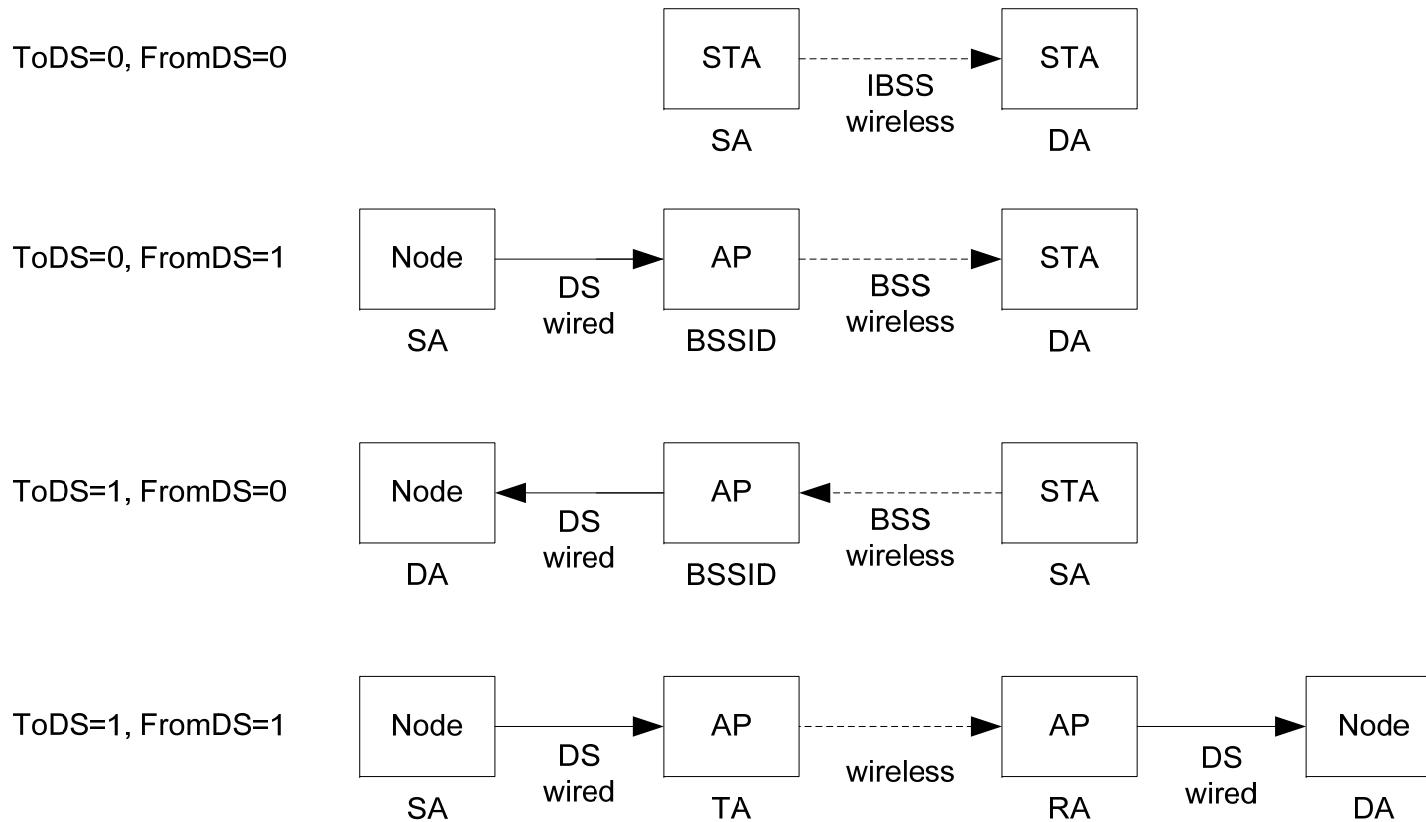 ToDS=0, FromDS=0
STA
STA
IBSS
wireless
SA
DA
ToDS=0, FromDS=1
Node
AP
STA
DS
wired
BSS
wireless
SA
BSSID
DA
ToDS=1, FromDS=0
Node
AP
STA
DS
wired
BSS
wireless
DA
BSSID
SA
ToDS=1, FromDS=1
Node
AP
AP
Node
DS
wired
wireless
DS
wired
SA
TA
RA
DA